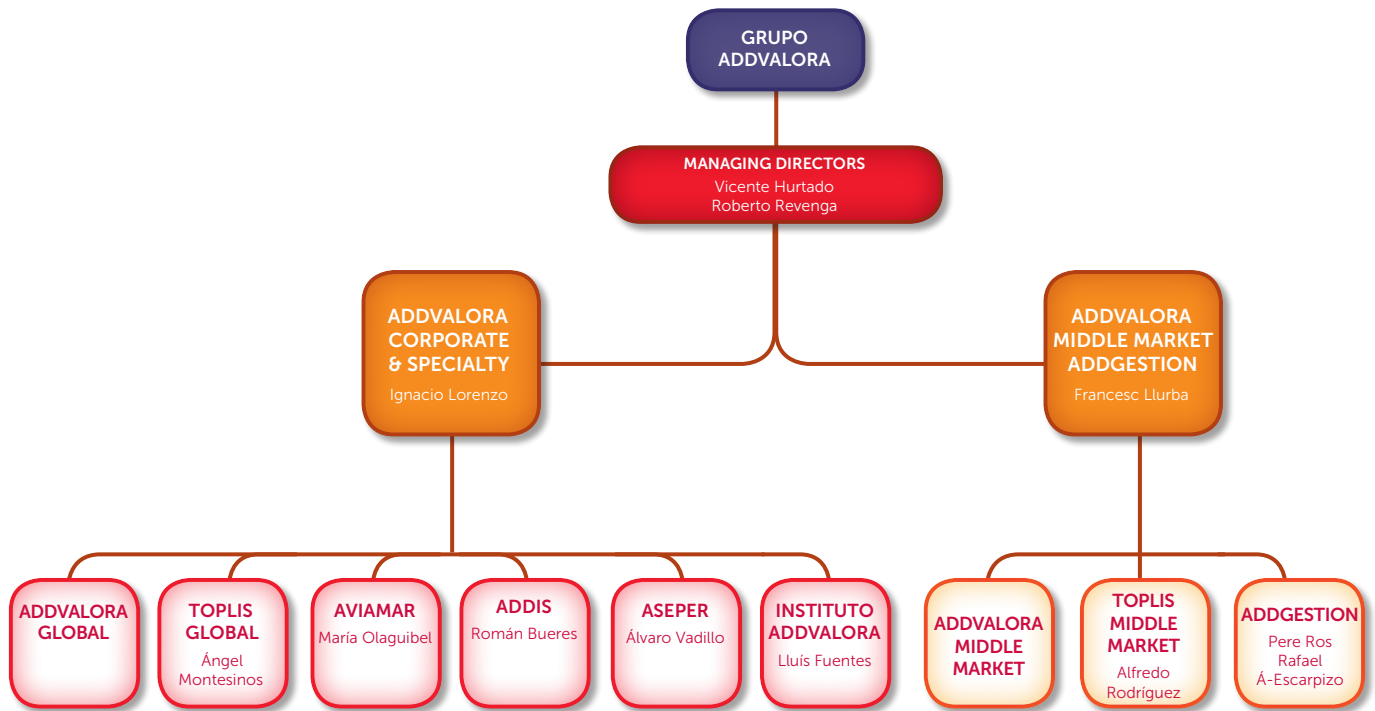 GRUPO
ADDVALORA
MANAGING DIRECTORS
Vicente Hurtado
Roberto Revenga
ADDVALORA
CORPORATE
& SPECIALTY
Ignacio Lorenzo
ADDVALORA
MIDDLE MARKET
ADDGESTION
Francesc Llurba
ADDVALORA
GLOBAL
TOPLIS
GLOBAL
Ángel
Montesinos
AVIAMAR
María Olaguibel
ADDIS
Román Bueres
ASEPER
Álvaro Vadillo
INSTITUTO
ADDVALORA
Lluís Fuentes
ADDVALORA
MIDDLE
MARKET
TOPLIS
MIDDLE
MARKET
Alfredo
Rodríguez
ADDGESTION
Pere Ros
Rafael
Á-Escarpizo